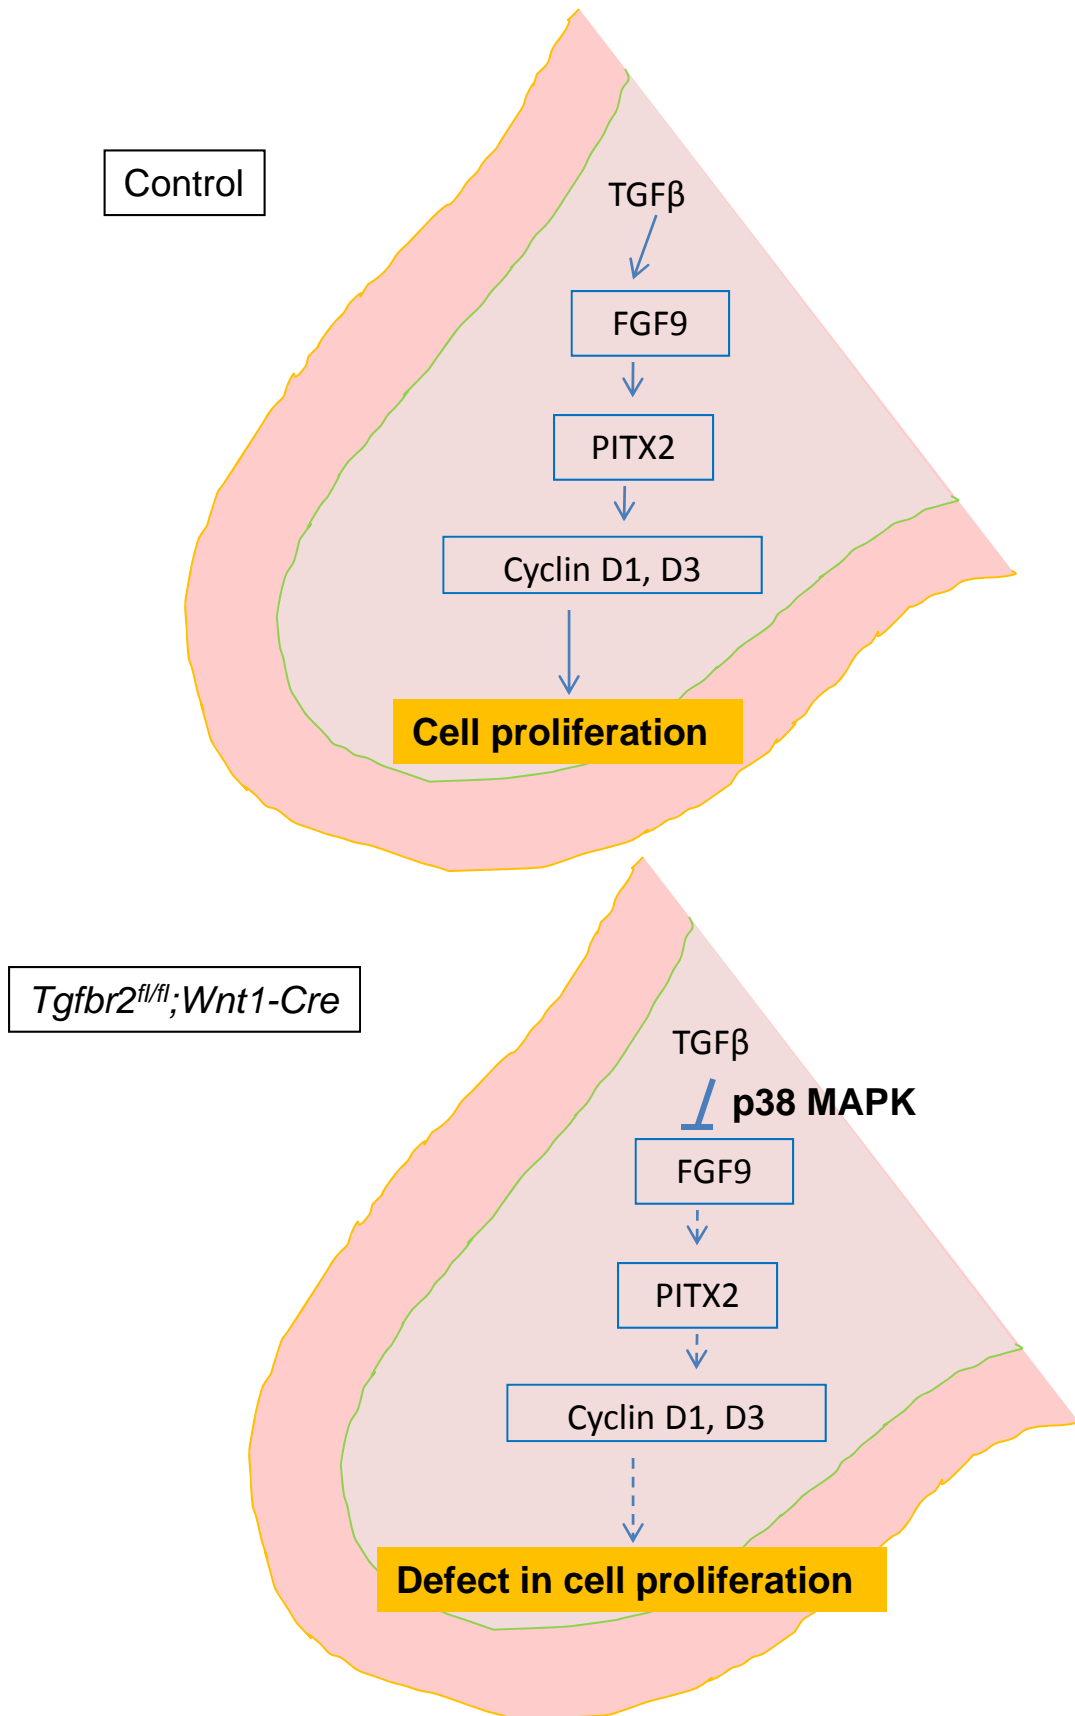 Control
TGFβ
FGF9
PITX2
Cyclin D1, D3
Cell proliferation
Tgfbr2fl/fl;Wnt1-Cre
TGFβ
p38 MAPK
FGF9
PITX2
Cyclin D1, D3
Defect in cell proliferation